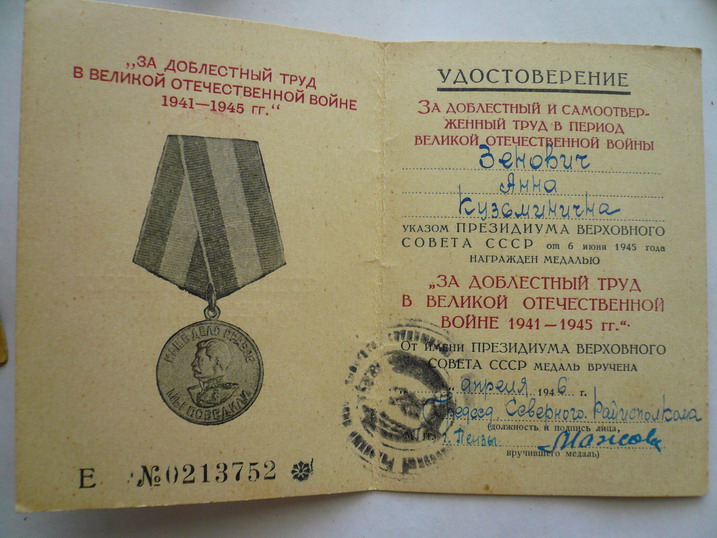 „ЗА ДОБЛЕСТНЫЙ ТРУД
В ВЕЛИКОЙ ОТЕЧЕСТВЕННОЙ ВОЙНЕ
1941—1945 гг.“
НАШЕ ДЕЛО ПРАВОЕ
МЫ ПОБЕДИЛИ
Е №0213752
УДОСТОВЕРЕНИЕ
ЗА ДОБЛЕСТНЫЙ И САМООТВЕР-
ЖЕННЫЙ ТРУД В ПЕРИОД
ВЕЛИКОЙ ОТЕЧЕСТВЕННОЙ ВОЙНЫ
Зенович
Анна
Кузьминична
УКАЗОМ ПРЕЗИДИУМА ВЕРХОВНОГО
СОВЕТА СССР от 6 июня 1945 года
НАГРАЖДЕН МЕДАЛЬЮ
„ЗА ДОБЛЕСТНЫЙ ТРУД
В ВЕЛИКОЙ ОТЕЧЕСТВЕННОЙ
ВОЙНЕ 1941—1945 гг.“
ОТ ИМЕНИ ПРЕЗИДИУМА ВЕРХОВНОГО
СОВЕТА СССР МЕДАЛЬ ВРУЧЕНА
апреля 1946 г.
Председ Северного Райисполкома
(должность и подпись лица,
г. Пензы
вручившего медаль)